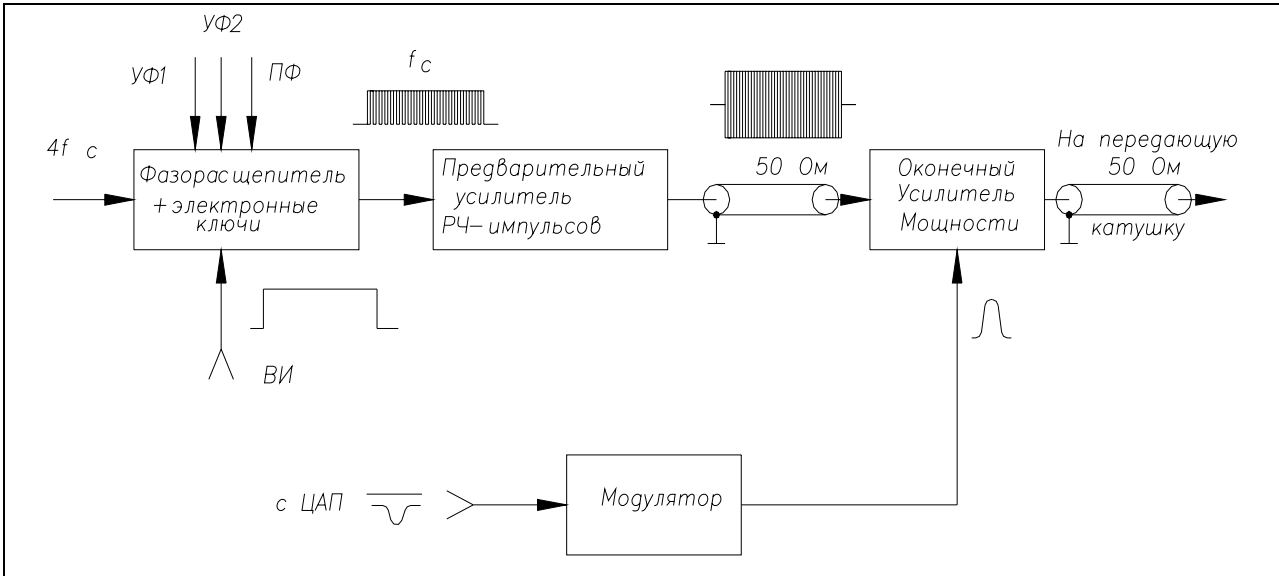 УФ2
УФ1
ПФ
f c
4f c
Фазорасщепитель
+электронные
ключи
Предварительный
усилитель
РЧ-импульсов
50 Ом
Оконечный
Усилитель
Мощности
На передающую
50 Ом
катушку
ВИ
с ЦАП
Модулятор